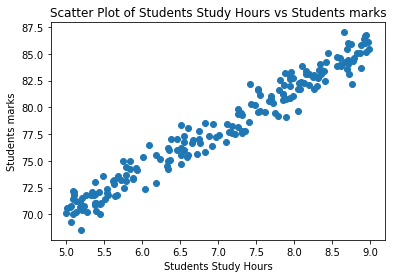 Scatter Plot of Students Study Hours vs Students marks
87.5
85.0
82.5
80.0
77.5
75.0
72.5
70.0
Students marks
5.0 5.5 6.0 6.5 7.0 7.5 8.0 8.5 9.0
Students Study Hours